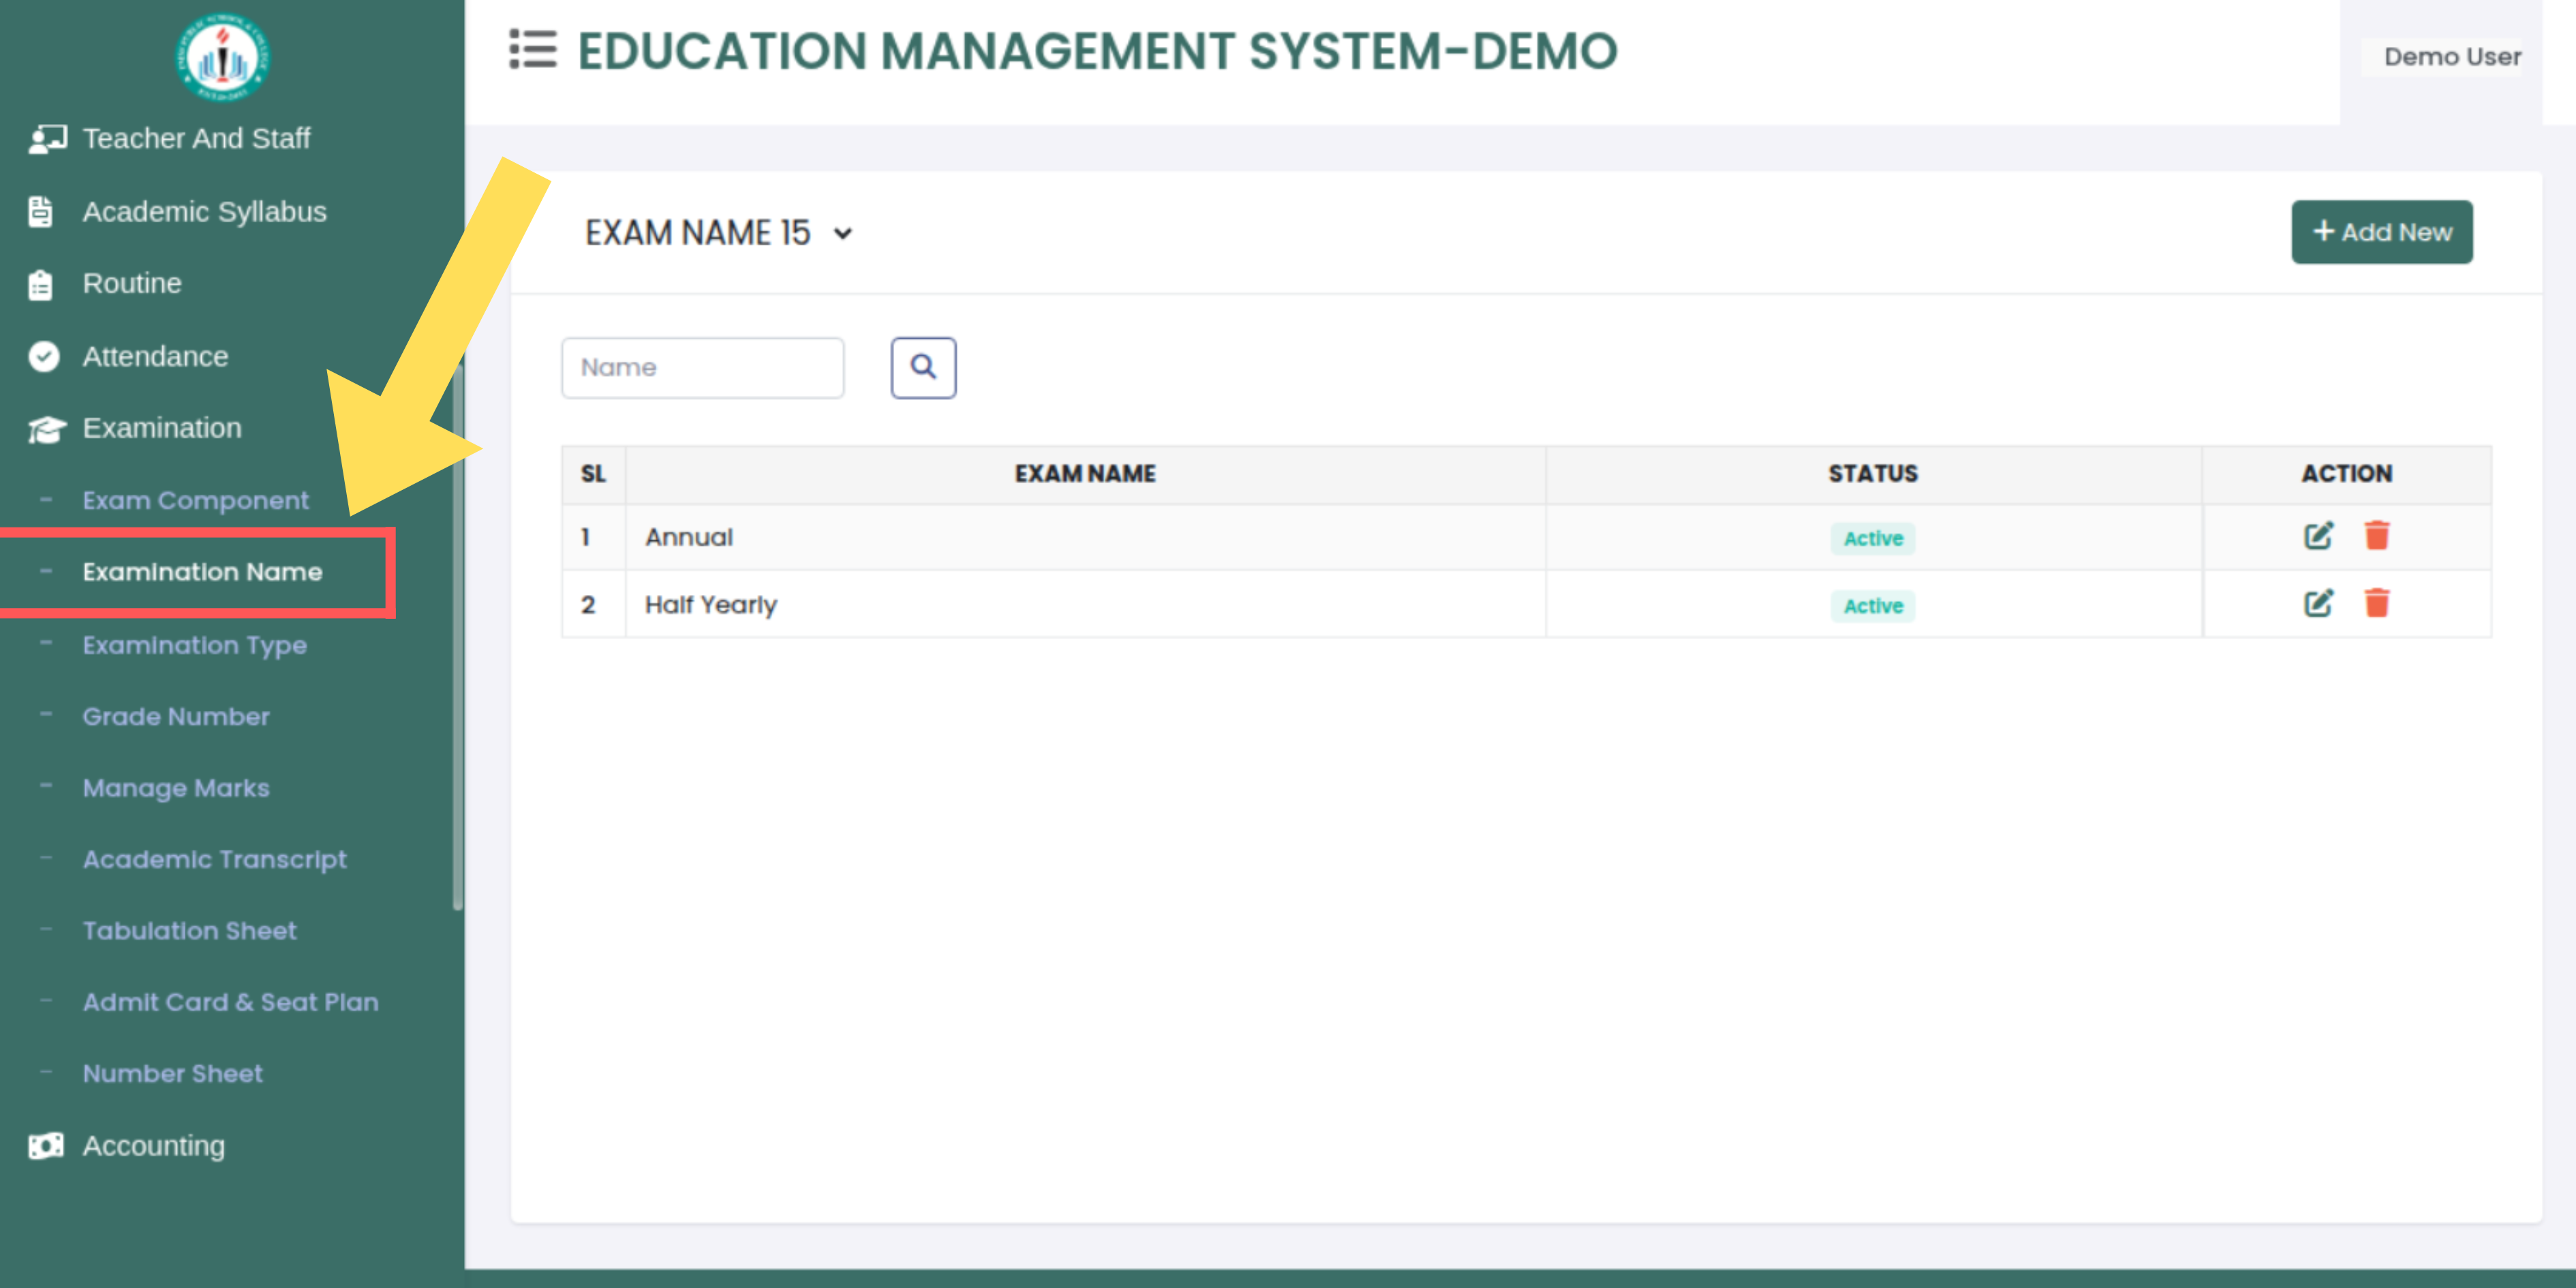 EDUCATION MANAGEMENT SYSTEM-DEMO
Demo User
Teacher And Staff
Academic Syllabus
Routine
Attendance
Examination
- Exam Component
- Examination Name
- Examination Type
- Grade Number
- Manage Marks
- Academic Transcript
- Tabulation Sheet
- Admit Card & Seat Plan
- Number Sheet
Accounting
EXAM NAME 15
+ Add New
Name
SL EXAM NAME STATUS ACTION
1 Annual Active
2 Half Yearly Active